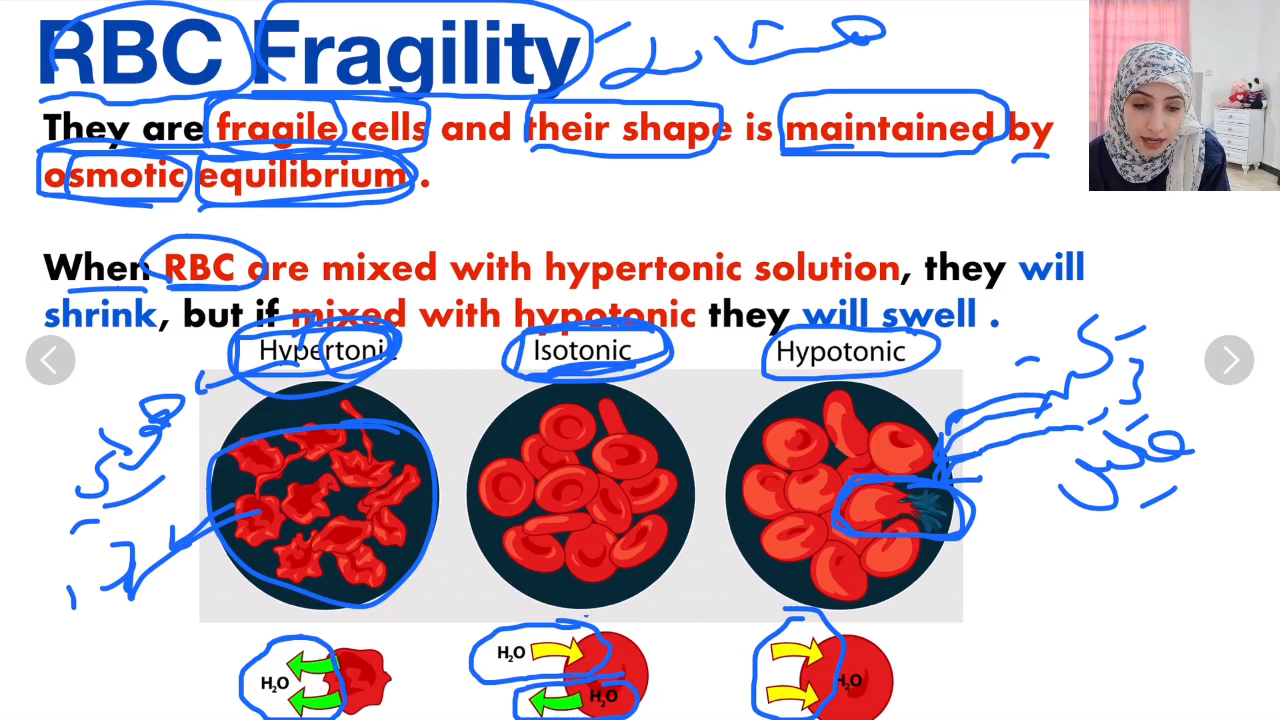 RBC Fragility
They are fragile cells and their shape is maintained by
osmotic equilibrium .
When RBC are mixed with hypertonic solution, they will
shrink, but if mixed with hypotonic they will swell .
Hypertonic Isotonic Hypotonic
H₂O H₂O H₂O
H₂O